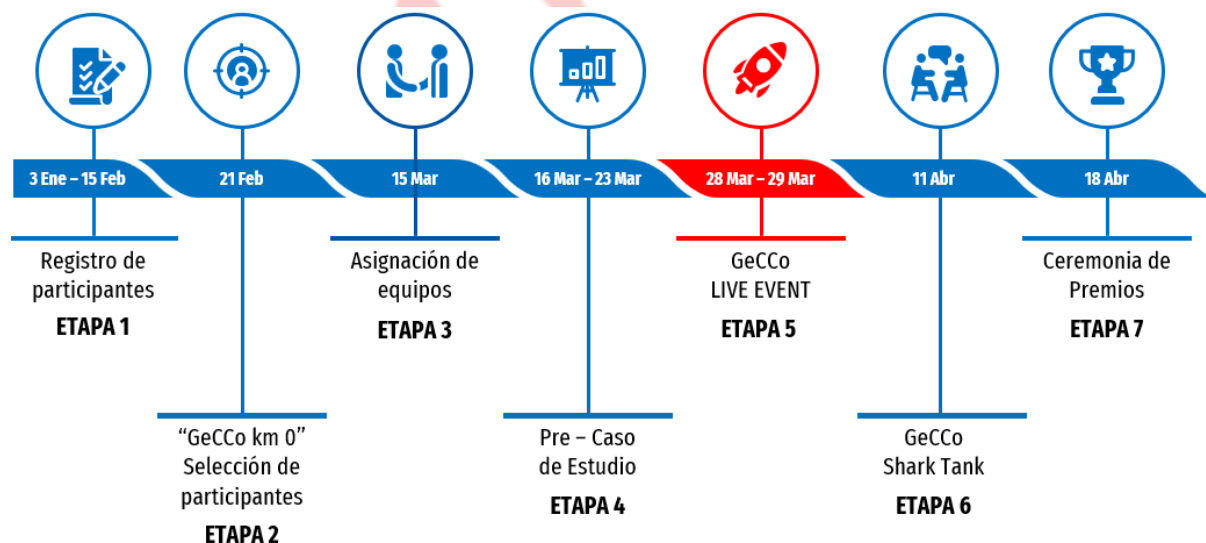 3 Ene – 15 Feb
21 Feb
15 Mar
16 Mar – 23 Mar
28 Mar – 29 Mar
11 Abr
18 Abr
Registro de
participantes
ETAPA 1
“GeCCo km 0”
Selección de
participantes
ETAPA 2
Asignación de
equipos
ETAPA 3
Pre – Caso
de Estudio
ETAPA 4
GeCCo
LIVE EVENT
ETAPA 5
GeCCo
Shark Tank
ETAPA 6
Ceremonia de
Premios
ETAPA 7